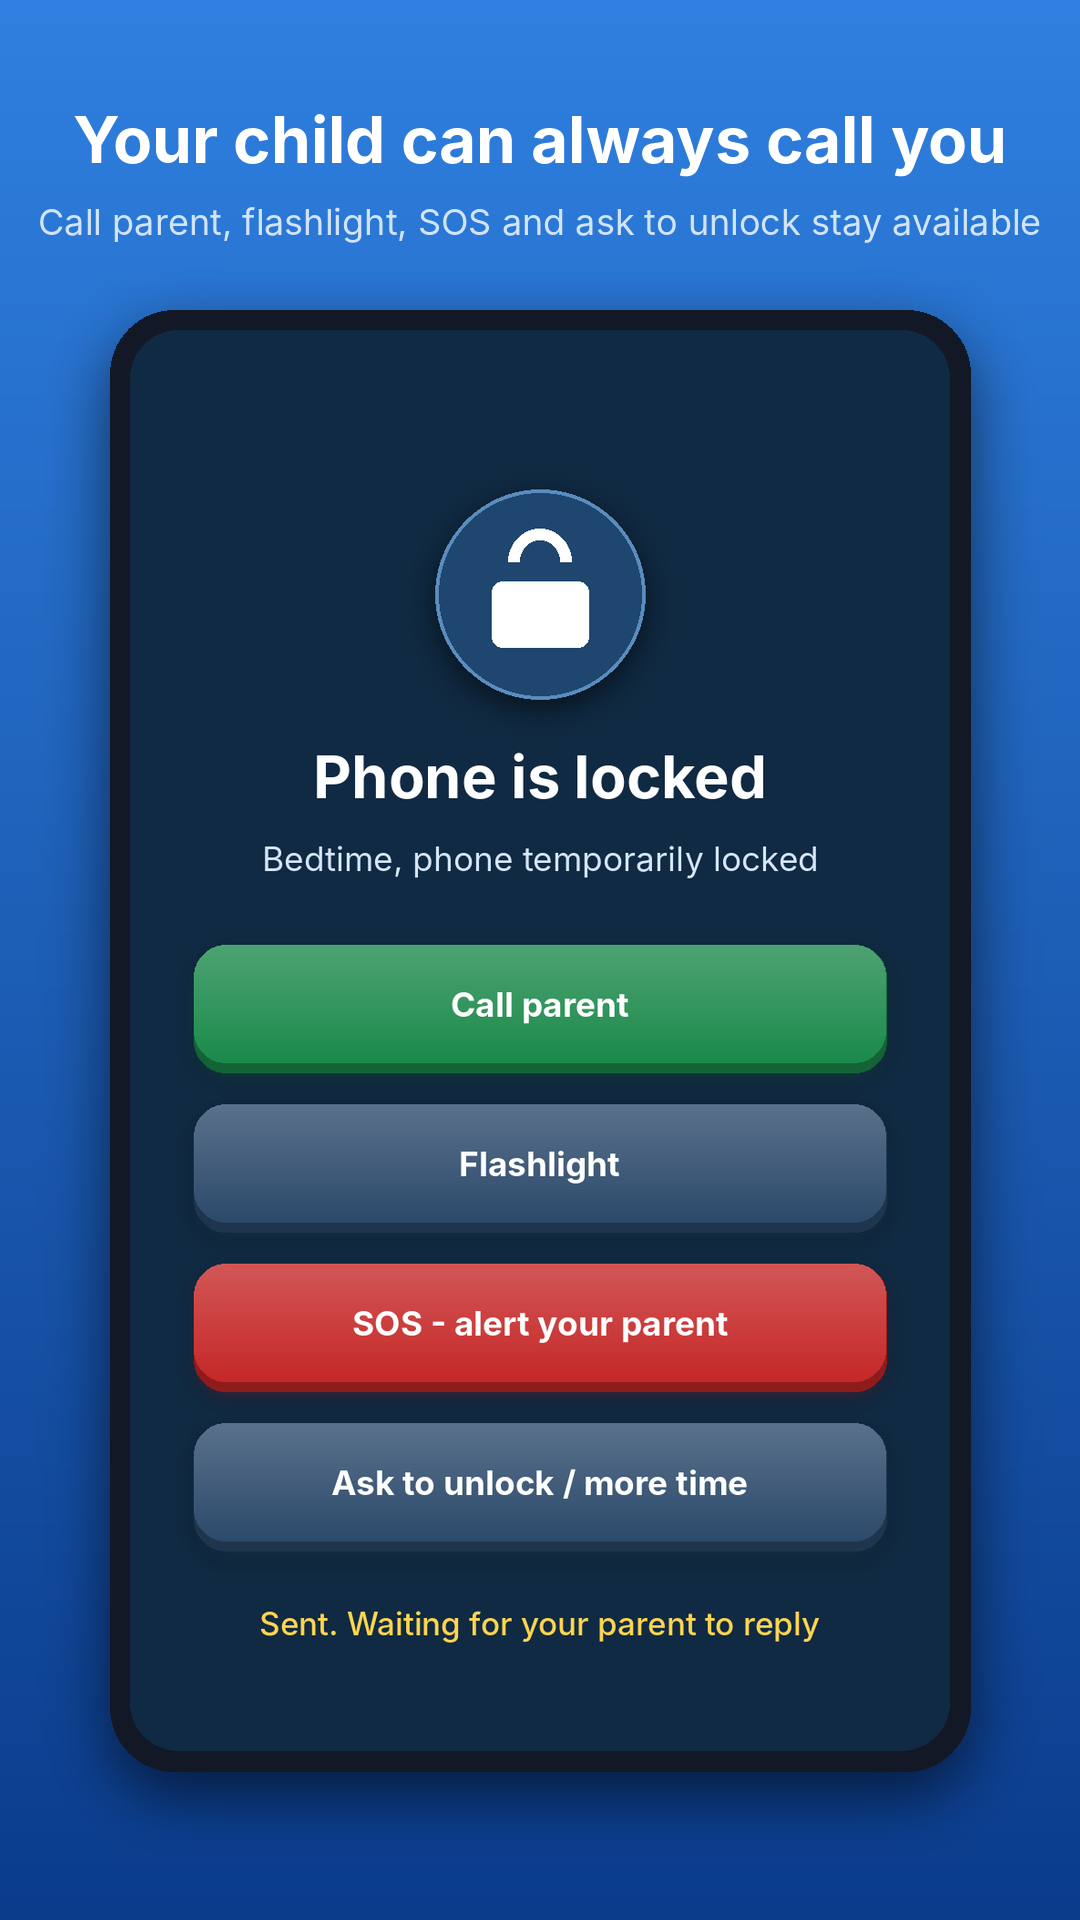 Your child can always call you
Call parent, flashlight, SOS and ask to unlock stay available
Phone is locked
Bedtime, phone temporarily locked
Call parent
Flashlight
SOS - alert your parent
Ask to unlock / more time
Sent. Waiting for your parent to reply